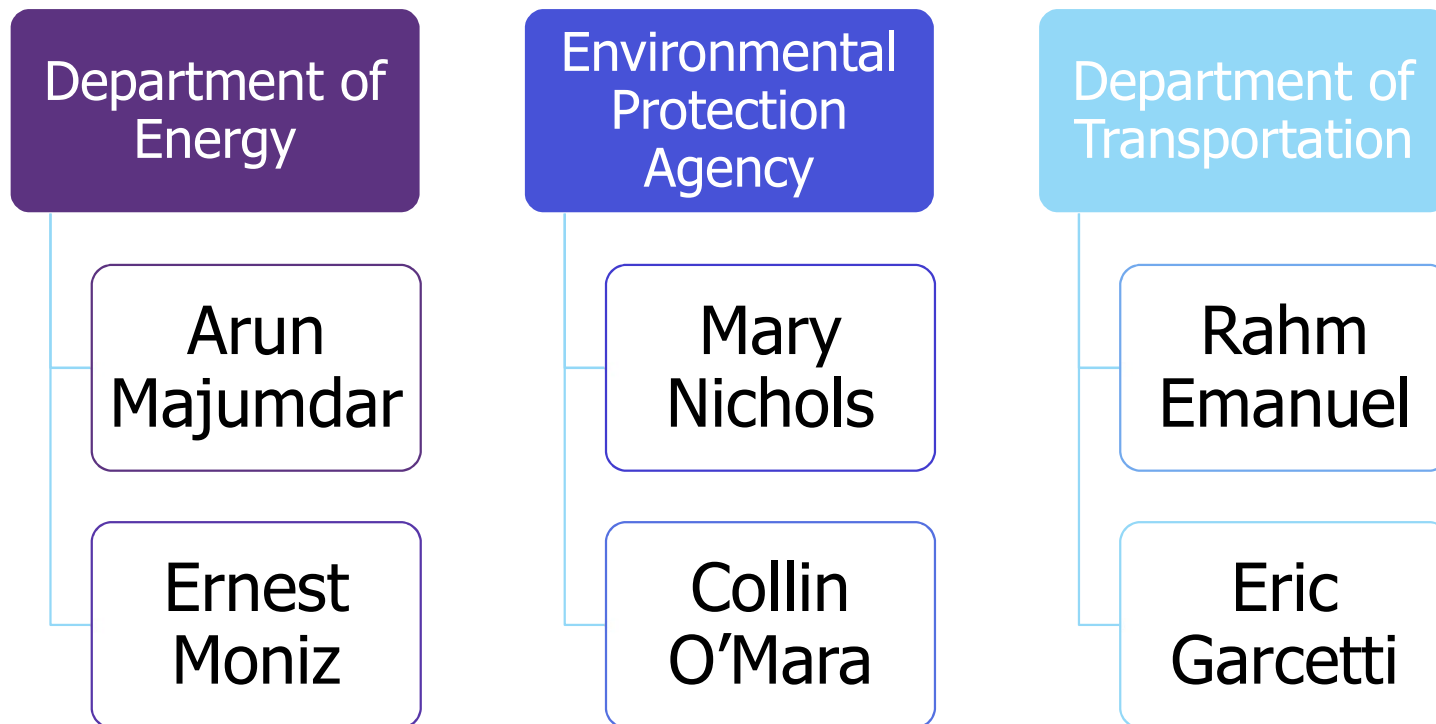 Department of
Energy
Arun
Majumdar
Ernest
Moniz
Environmental
Protection
Agency
Mary
Nichols
Collin
O’Mara
Department of
Transportation
Rahm
Emanuel
Eric
Garcetti